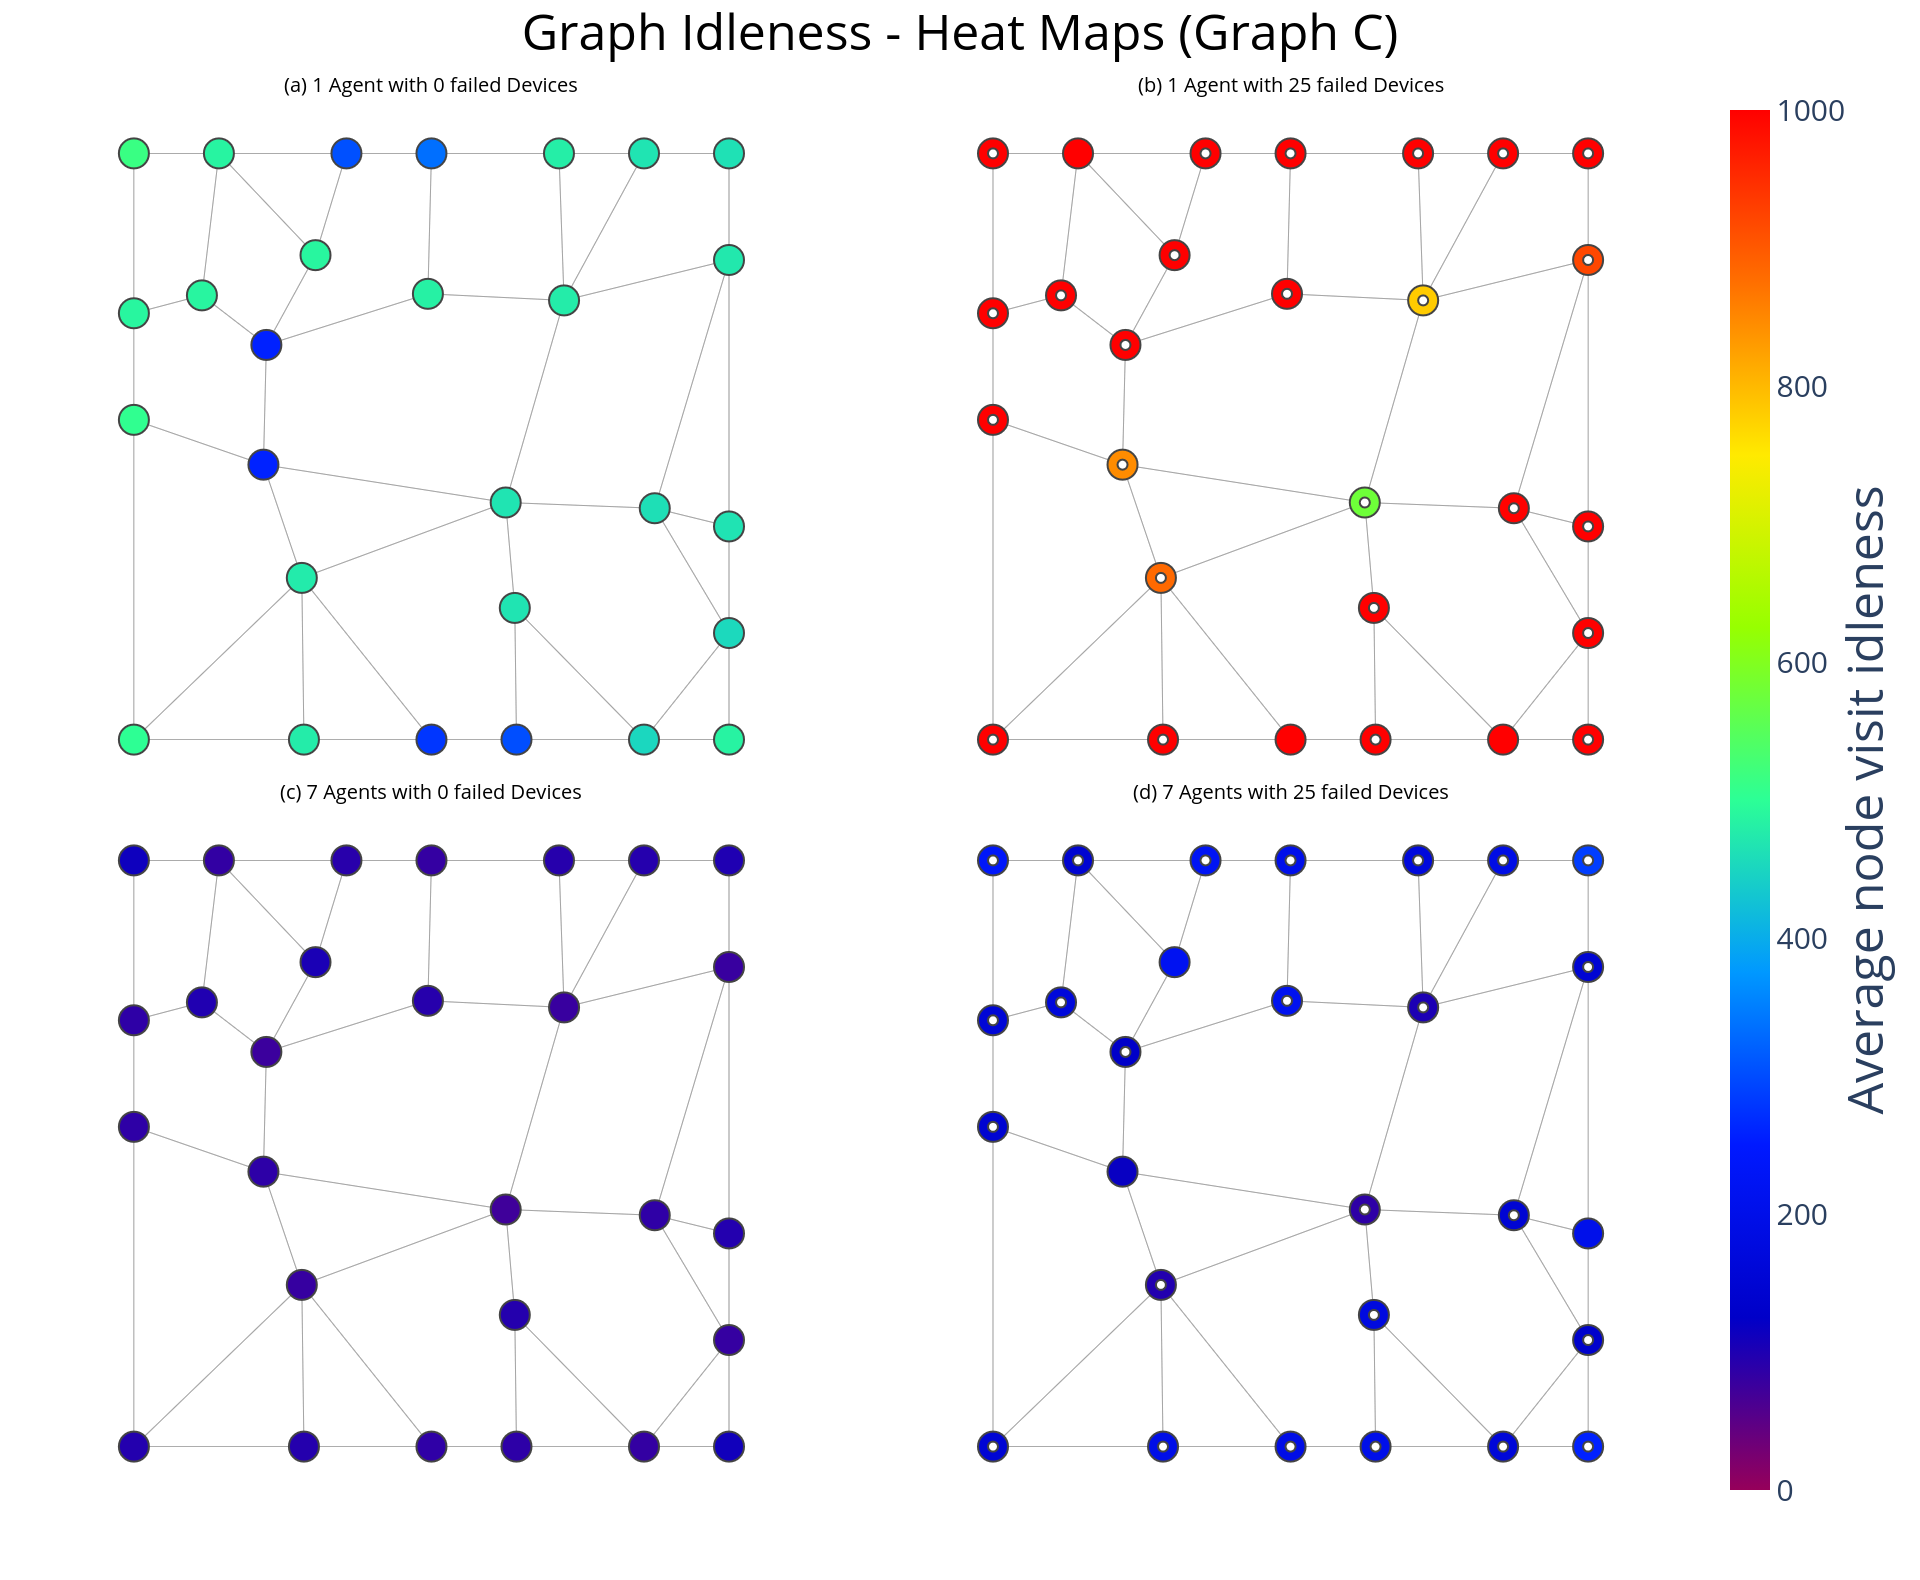 Graph Idleness - Heat Maps (Graph C)
(a) 1 Agent with 0 failed Devices
(b) 1 Agent with 25 failed Devices
(c) 7 Agents with 0 failed Devices
(d) 7 Agents with 25 failed Devices
1000
800
600
400
200
0
Average node visit idleness